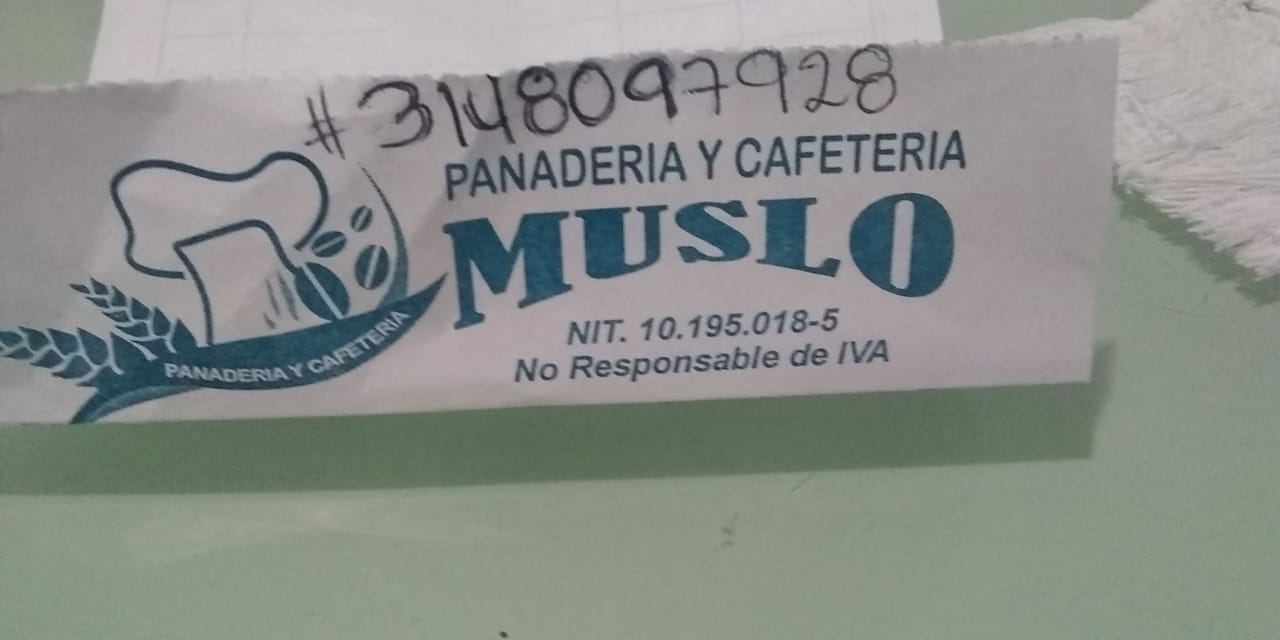 #3148097928
PANADERIA Y CAFETERIA
MUSLO
PANADERIA Y CAFETERIA
NIT. 10.195.018-5
No Responsable de IVA